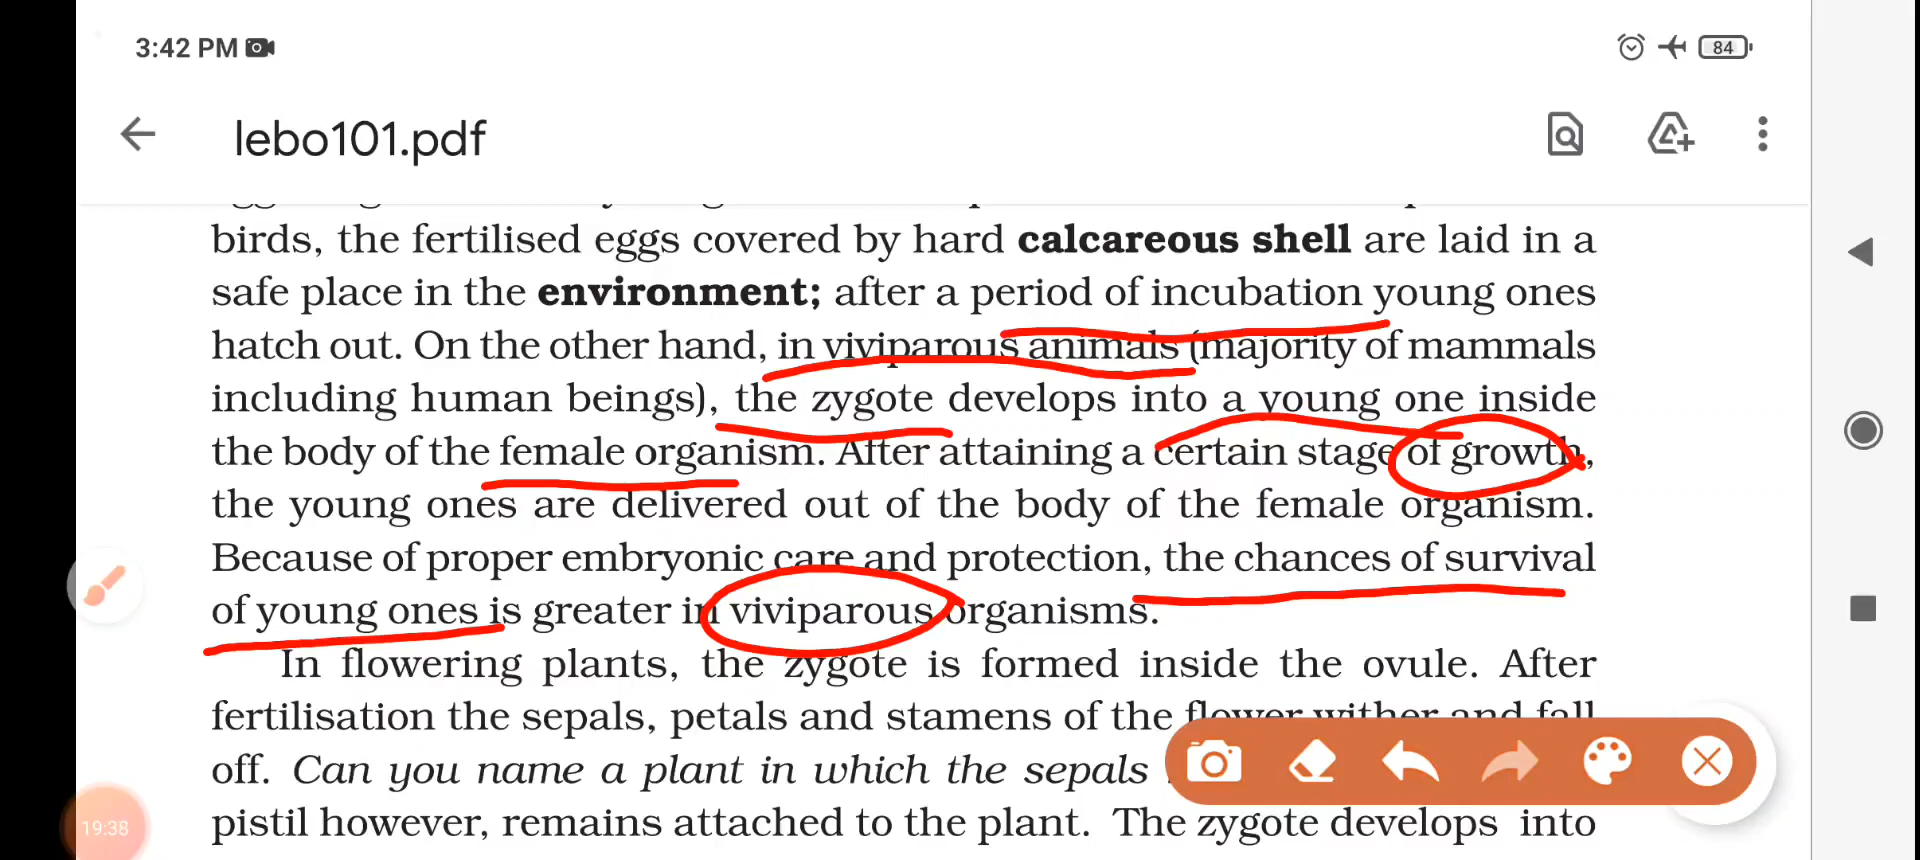 3:42 PM
84
lebo101.pdf
birds, the fertilised eggs covered by hard calcareous shell are laid in a
safe place in the environment; after a period of incubation young ones
hatch out. On the other hand, in viviparous animals (majority of mammals
including human beings), the zygote develops into a young one inside
the body of the female organism. After attaining a certain stage of growth,
the young ones are delivered out of the body of the female organism.
Because of proper embryonic care and protection, the chances of survival
of young ones is greater in viviparous organisms.
In flowering plants, the zygote is formed inside the ovule. After
fertilisation the sepals, petals and stamens of the flower wither and fall
off. Can you name a plant in which the sepals
pistil however, remains attached to the plant. The zygote develops into
19:38